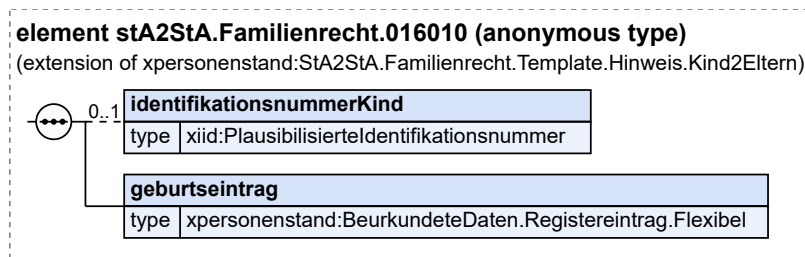 element stA2StA.Familienrecht.016010 (anonymous type)
(extension of xpersonenstand:StA2StA.Familienrecht.Template.Hinweis.Kind2Eltern)
0..1 identifikationsnummerKind
type xiid:PlausibilisierteIdentifikationsnummer
geburtseintrag
type xpersonenstand:BeurkundeteDaten.Registereintrag.Flexibel